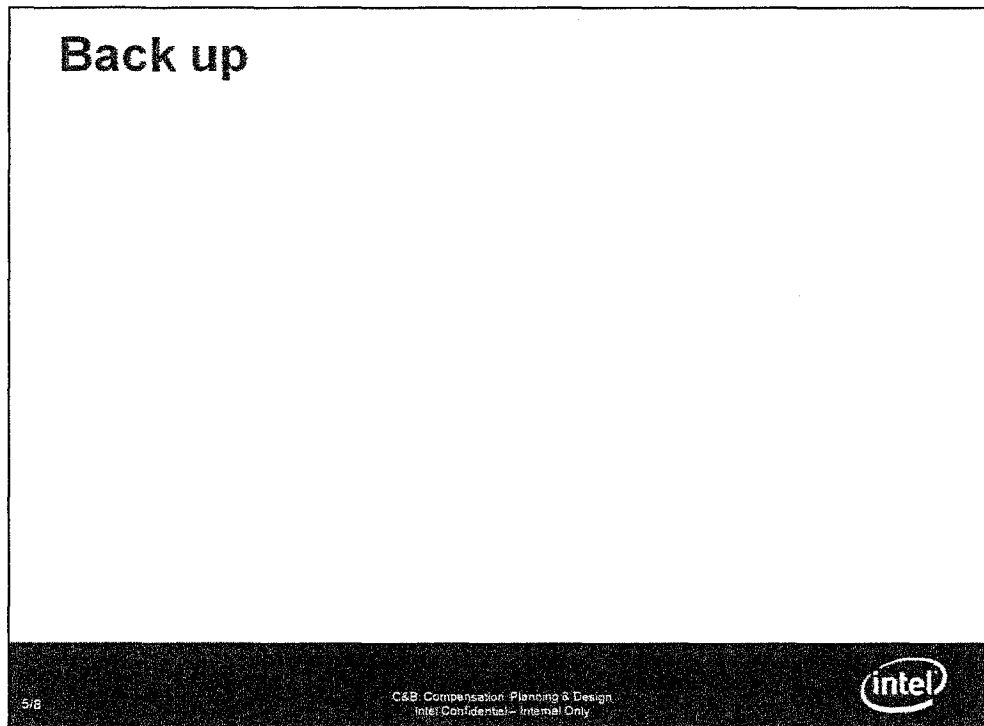 Back up
5/8
C&B: Compensation Planning & Design
Intel Confidential – Internal Only
intel